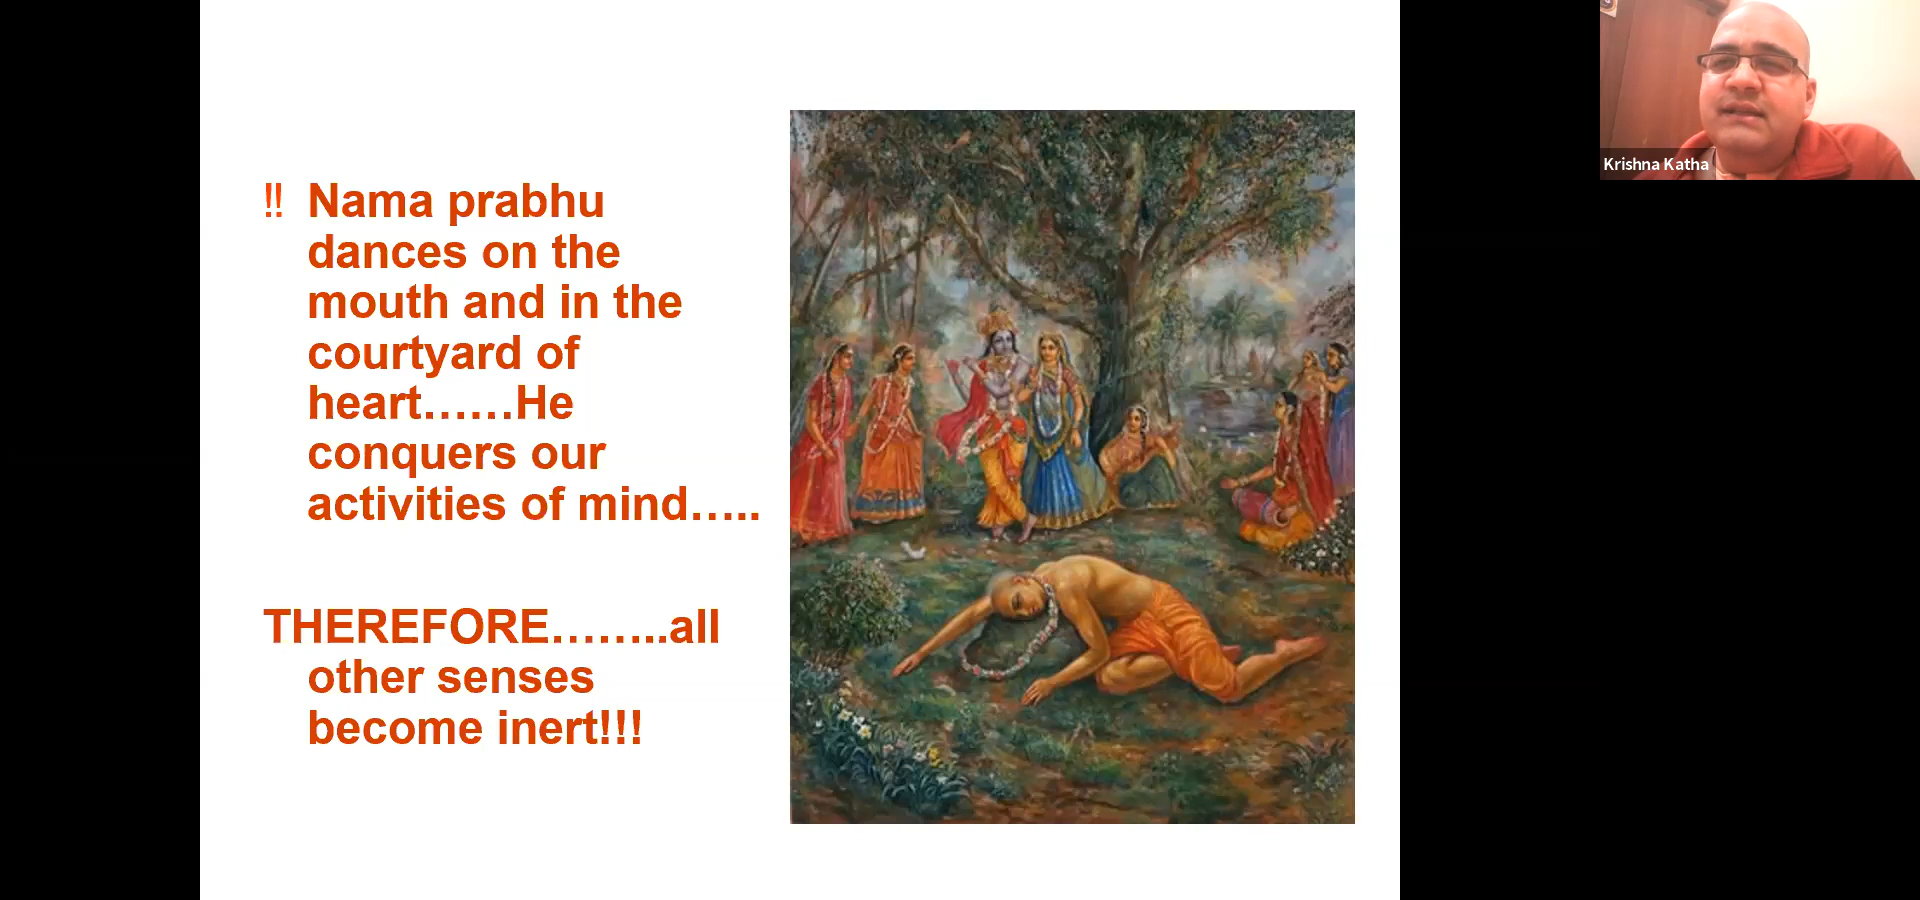 ‼ Nama prabhu
dances on the
mouth and in the
courtyard of
heart……He
conquers our
activities of mind…..
THEREFORE……..all
other senses
become inert!!!
Krishna Katha